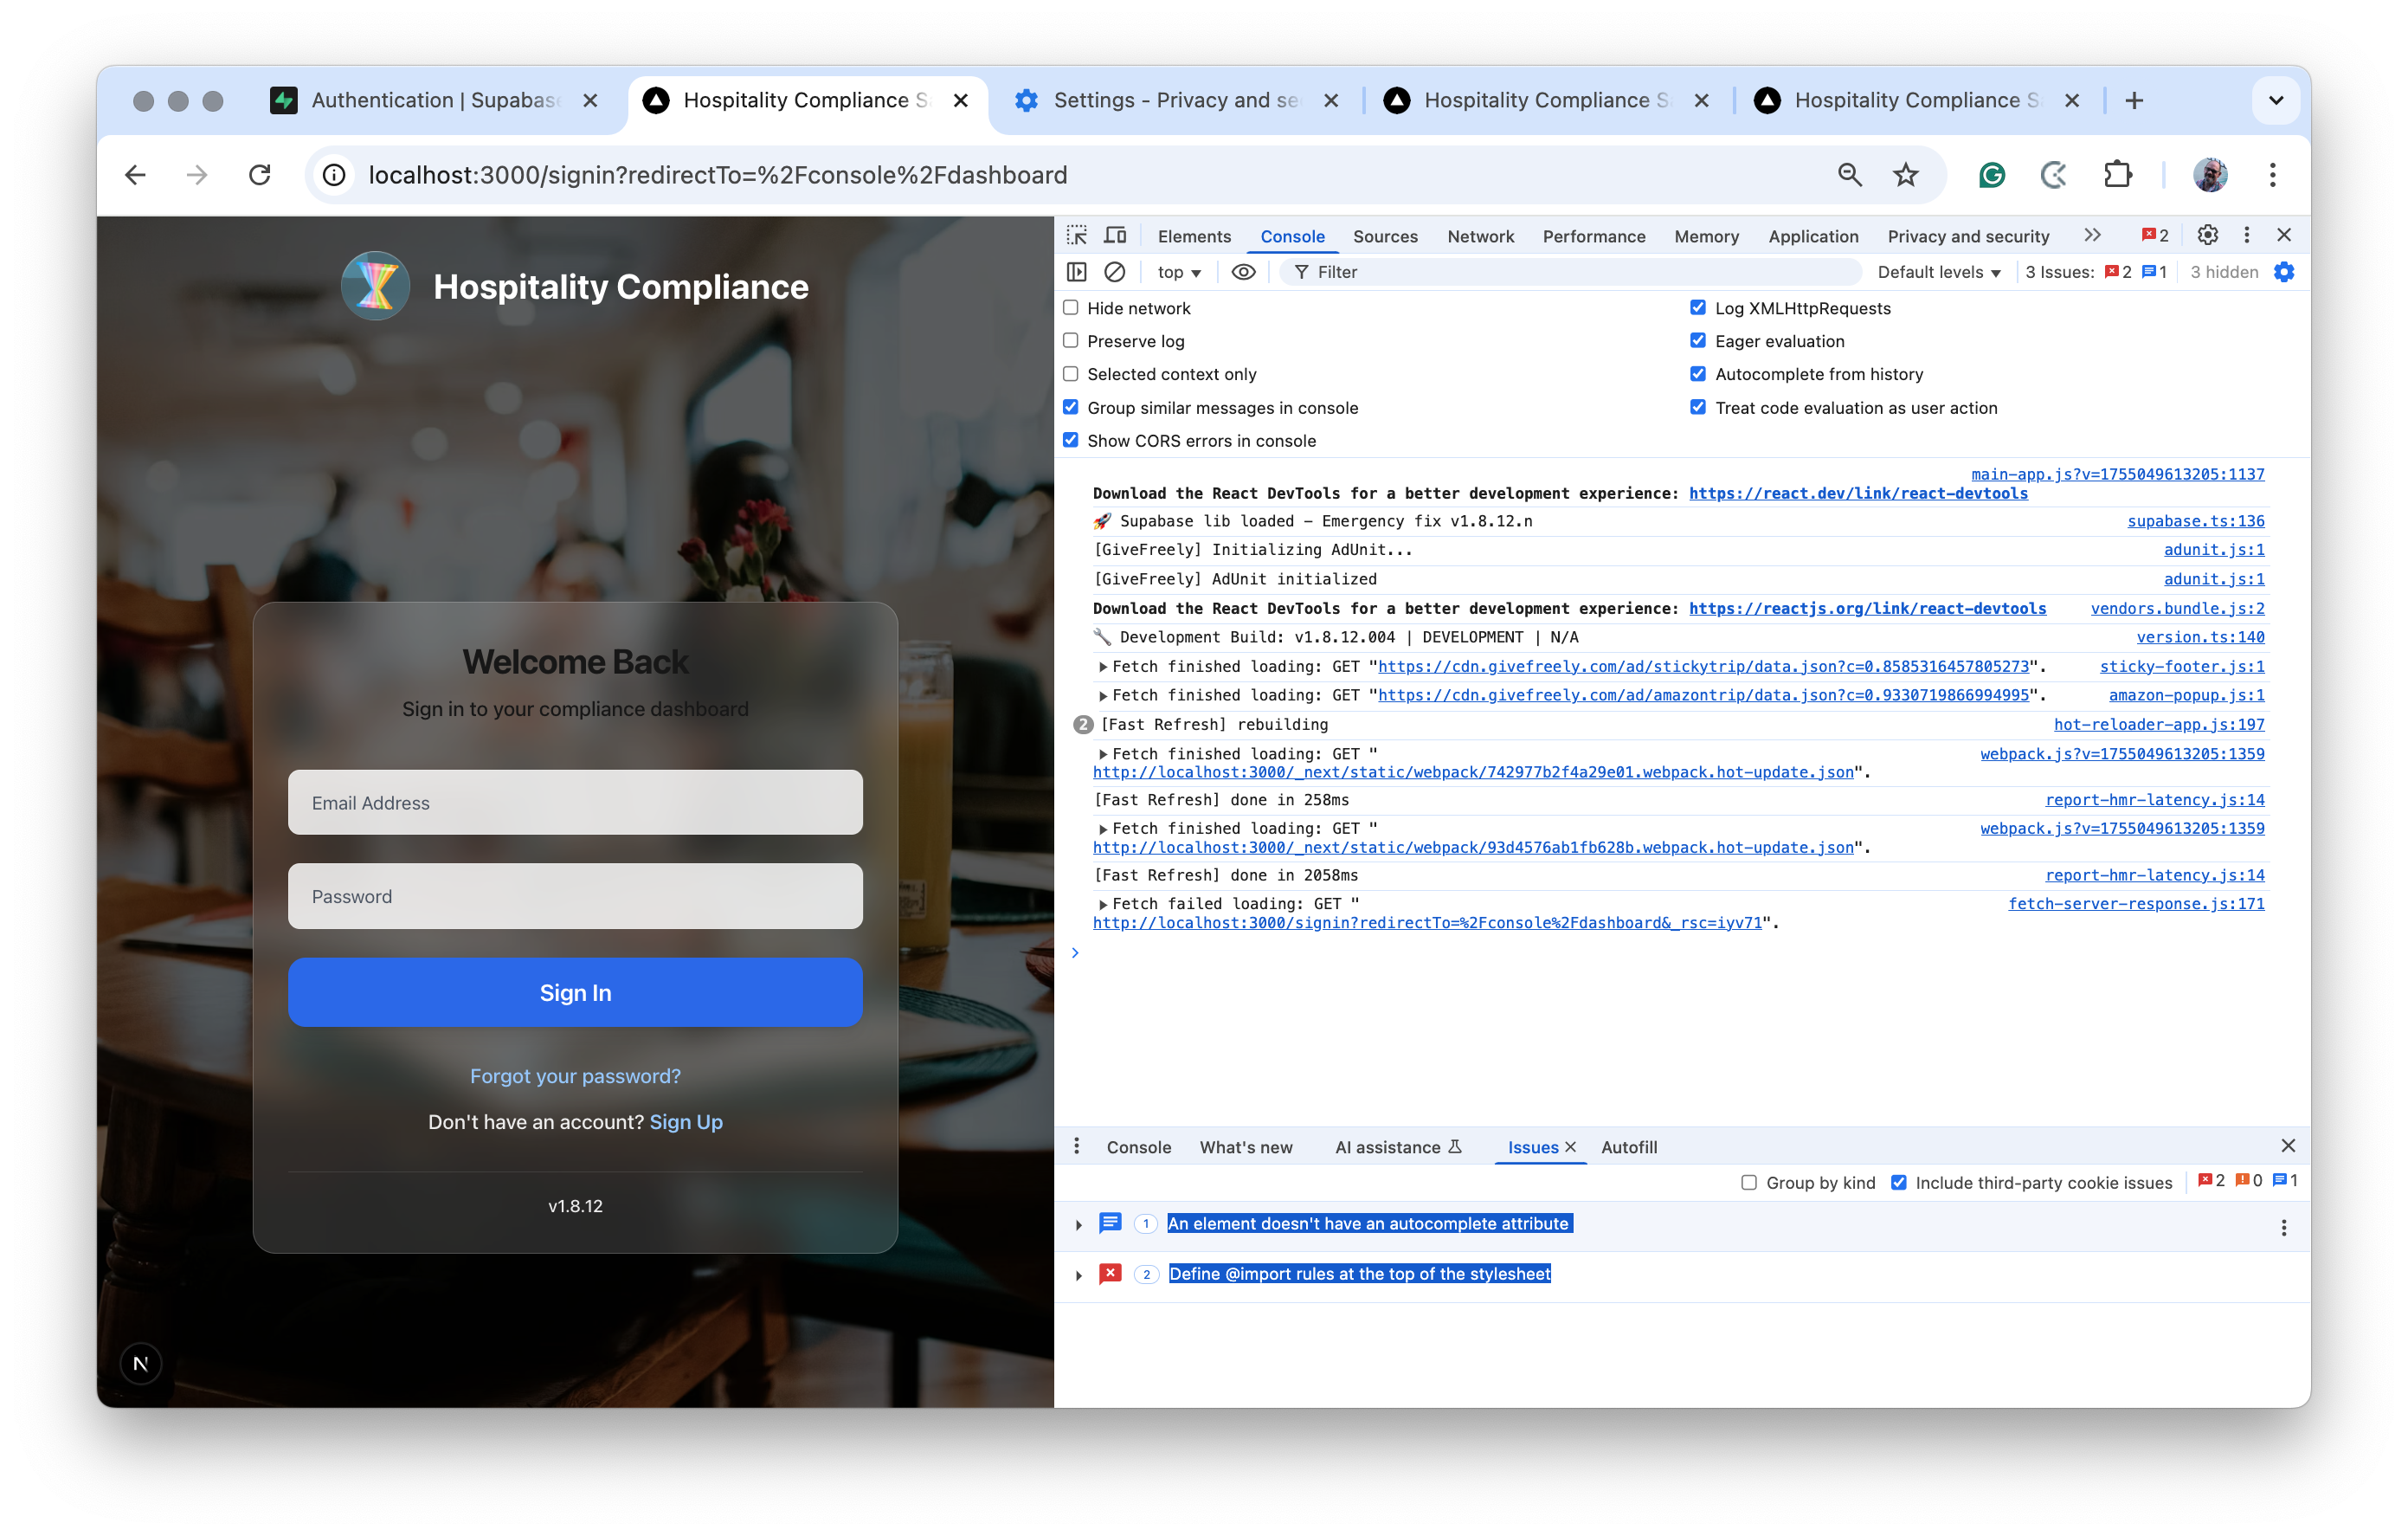 Authentication | Supabase
Hospitality Compliance S
Settings - Privacy and se
Hospitality Compliance S
Hospitality Compliance S
localhost:3000/signin?redirectTo=%2Fconsole%2Fdashboard
Hospitality Compliance
Welcome Back
Sign in to your compliance dashboard
Email Address
Password
Sign In
Forgot your password?
Don't have an account? Sign Up
v1.8.12
N
Elements Console Sources Network Performance Memory Application Privacy and security 2
top Filter Default levels 3 Issues: 2 1 3 hidden
Hide network Log XMLHttpRequests
Preserve log Eager evaluation
Selected context only Autocomplete from history
Group similar messages in console Treat code evaluation as user action
Show CORS errors in console
main-app.js?v=1755049613205:1137
Download the React DevTools for a better development experience: https://react.dev/link/react-devtools
🚀 Supabase lib loaded – Emergency fix v1.8.12.n supabase.ts:136
[GiveFreely] Initializing AdUnit... adunit.js:1
[GiveFreely] AdUnit initialized adunit.js:1
Download the React DevTools for a better development experience: https://reactjs.org/link/react-devtools vendors.bundle.js:2
🔧 Development Build: v1.8.12.004 | DEVELOPMENT | N/A version.ts:140
Fetch finished loading: GET "https://cdn.givefreely.com/ad/stickytrip/data.json?c=0.8585316457805273". sticky-footer.js:1
Fetch finished loading: GET "https://cdn.givefreely.com/ad/amazontrip/data.json?c=0.9330719866994995". amazon-popup.js:1
2 [Fast Refresh] rebuilding hot-reloader-app.js:197
Fetch finished loading: GET " webpack.js?v=1755049613205:1359
http://localhost:3000/_next/static/webpack/742977b2f4a29e01.webpack.hot-update.json".
[Fast Refresh] done in 258ms report-hmr-latency.js:14
Fetch finished loading: GET " webpack.js?v=1755049613205:1359
http://localhost:3000/_next/static/webpack/93d4576ab1fb628b.webpack.hot-update.json".
[Fast Refresh] done in 2058ms report-hmr-latency.js:14
Fetch failed loading: GET " fetch-server-response.js:171
http://localhost:3000/signin?redirectTo=%2Fconsole%2Fdashboard&_rsc=iyv71".
Console What's new AI assistance Issues Autofill
Group by kind Include third-party cookie issues 2 0 1
1 An element doesn't have an autocomplete attribute
2 Define @import rules at the top of the stylesheet